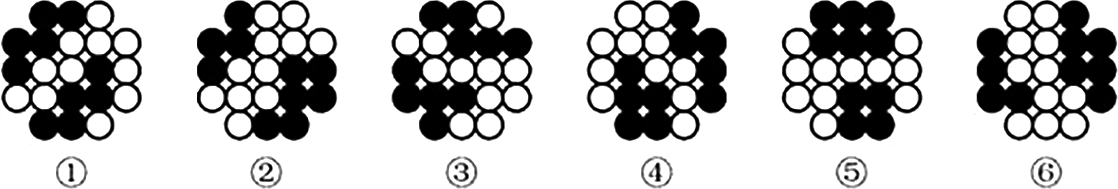 ① ② ③ ④ ⑤ ⑥